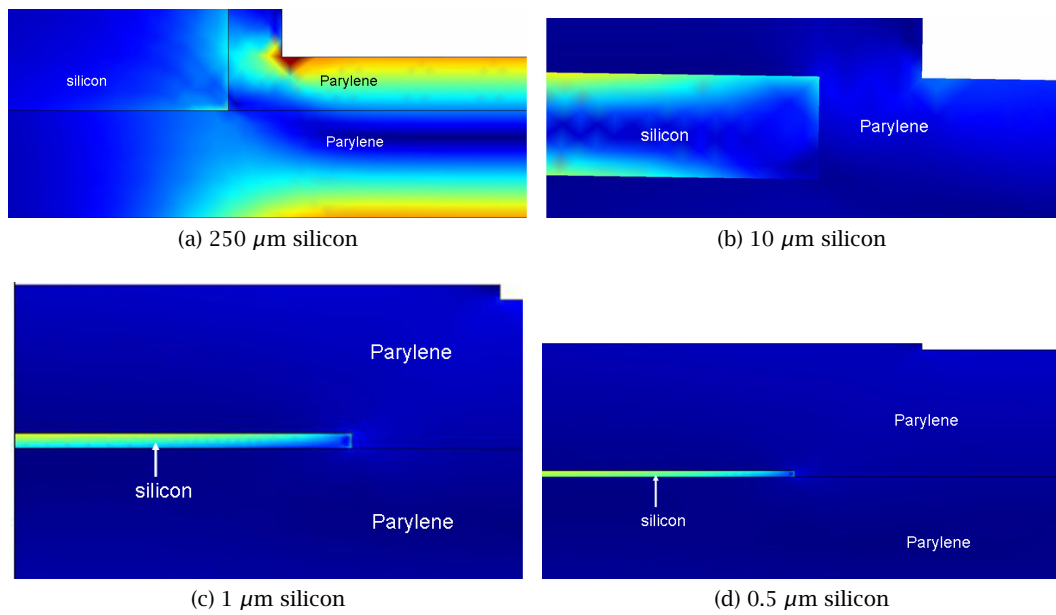 silicon
Parylene
Parylene
(a) 250 μm silicon
silicon
Parylene
(b) 10 μm silicon
Parylene
silicon
Parylene
(c) 1 μm silicon
Parylene
silicon
Parylene
(d) 0.5 μm silicon